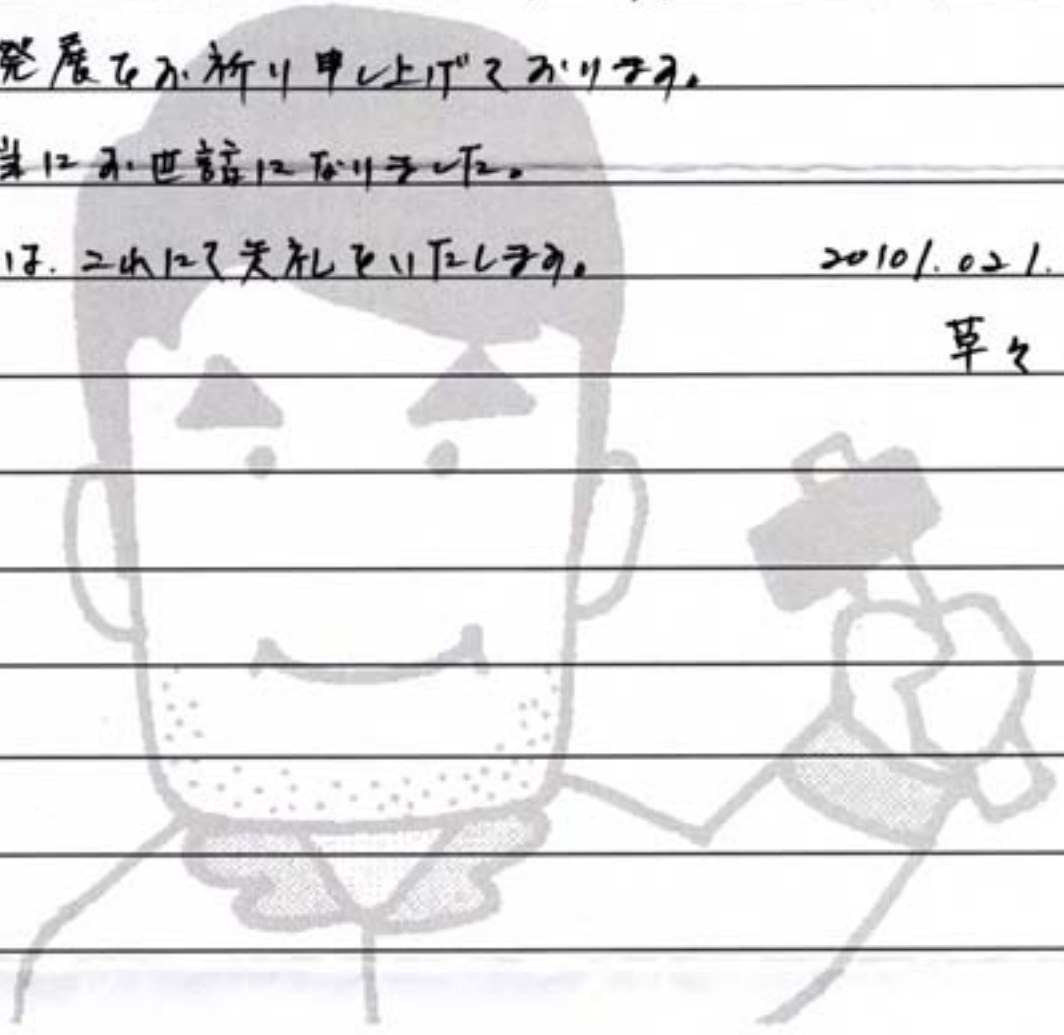 発展をお祈り申し上げております。
当にお世話になりました。
は、これにて失礼をいたします。 2010/.02/.
草々